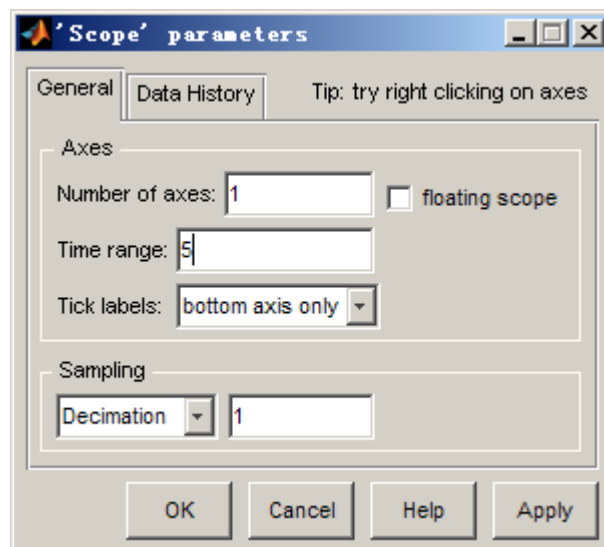 'Scope' parameters
General Data History Tip: try right clicking on axes
Axes
Number of axes: 1 floating scope
Time range: 5
Tick labels: bottom axis only
Sampling
Decimation 1
OK Cancel Help Apply